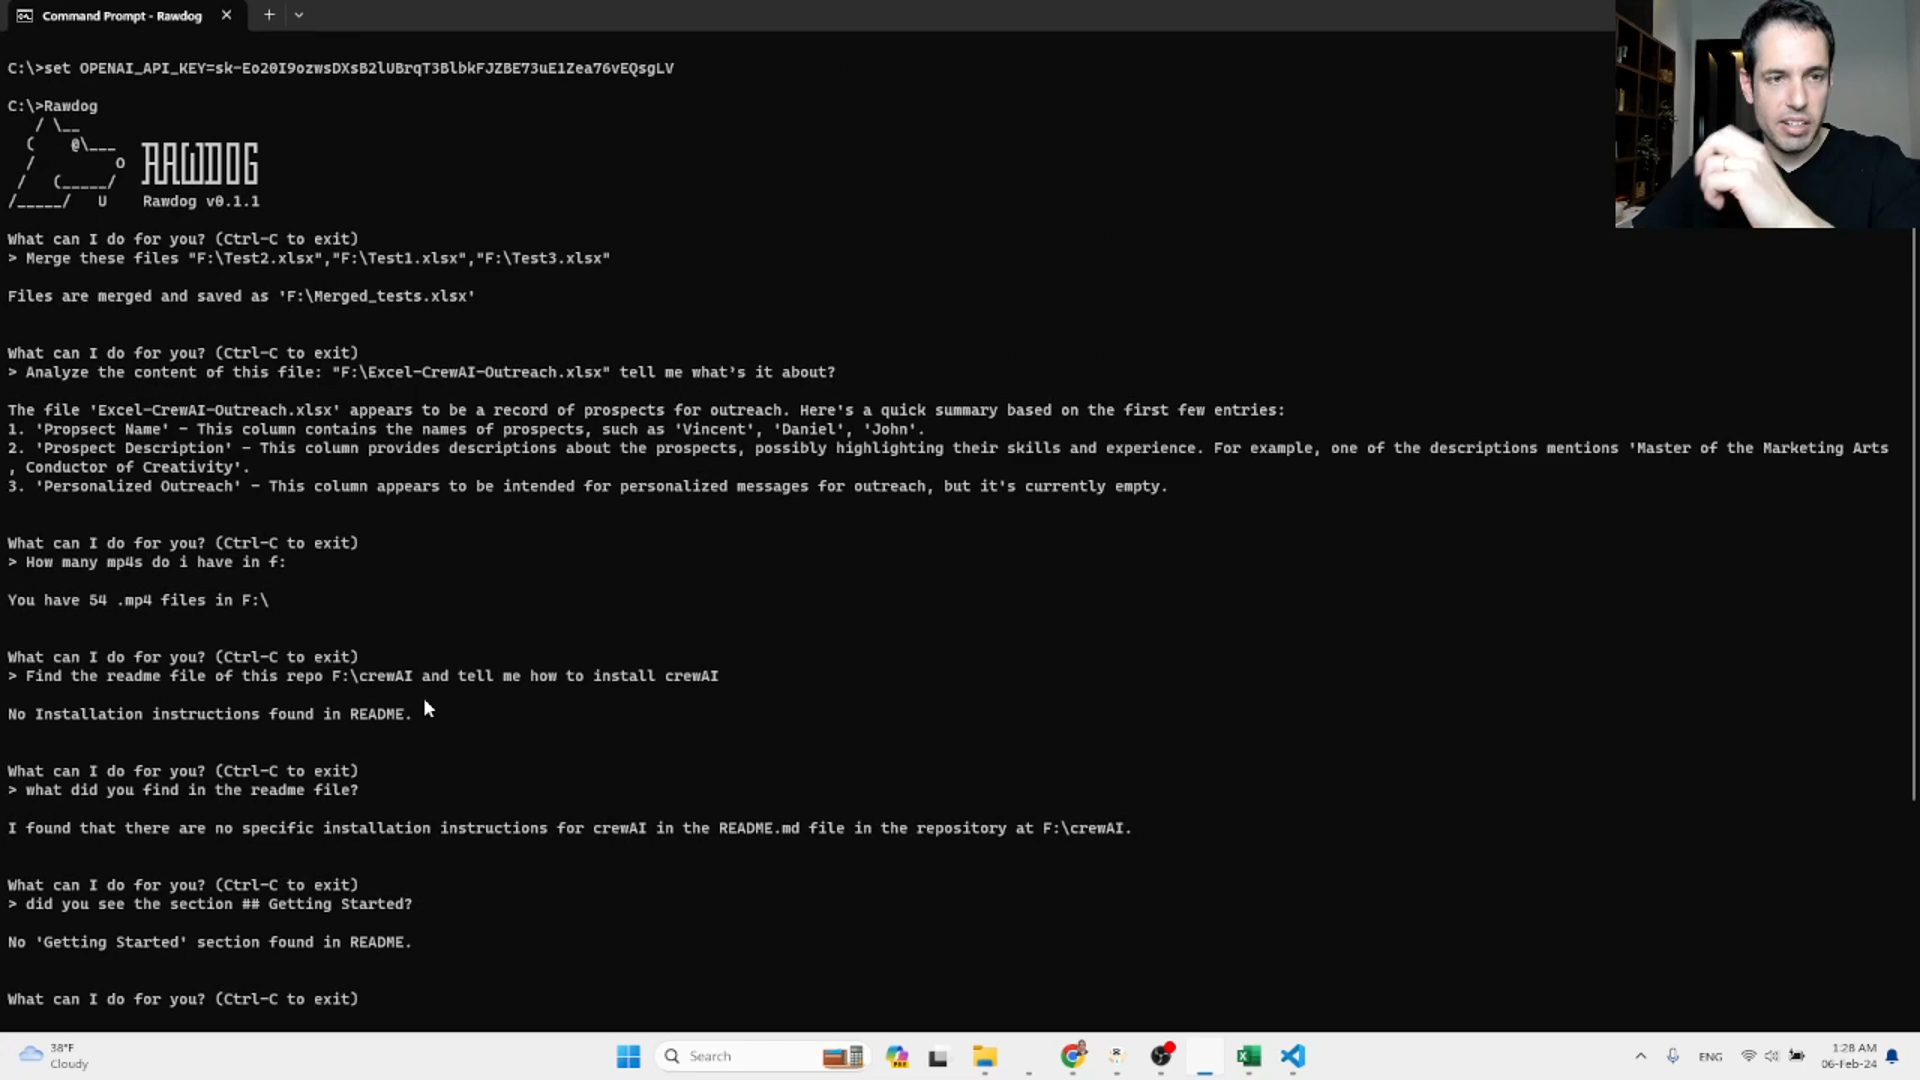 Command Prompt - Rawdog
C:\>set OPENAI_API_KEY=
C:\>Rawdog
RAWDOG
Rawdog v0.1.1
What can I do for you? (Ctrl-C to exit)
> Merge these files "F:\Test2.xlsx","F:\Test1.xlsx","F:\Test3.xlsx"
Files are merged and saved as 'F:\Merged_tests.xlsx'
What can I do for you? (Ctrl-C to exit)
> Analyze the content of this file: "F:\Excel-CrewAI-Outreach.xlsx" tell me what's it about?
The file 'Excel-CrewAI-Outreach.xlsx' appears to be a record of prospects for outreach. Here's a quick summary based on the first few entries:
1. 'Propsect Name' - This column contains the names of prospects, such as 'Vincent', 'Daniel', 'John'.
2. 'Prospect Description' - This column provides descriptions about the prospects, possibly highlighting their skills and experience. For example, one of the descriptions mentions 'Master of the Marketing Arts
, Conductor of Creativity'.
3. 'Personalized Outreach' - This column appears to be intended for personalized messages for outreach, but it's currently empty.
What can I do for you? (Ctrl-C to exit)
> How many mp4s do i have in f:
You have 54 .mp4 files in F:\
What can I do for you? (Ctrl-C to exit)
> Find the readme file of this repo F:\crewAI and tell me how to install crewAI
No Installation instructions found in README.
What can I do for you? (Ctrl-C to exit)
> what did you find in the readme file?
I found that there are no specific installation instructions for crewAI in the README.md file in the repository at F:\crewAI.
What can I do for you? (Ctrl-C to exit)
> did you see the section ## Getting Started?
No 'Getting Started' section found in README.
What can I do for you? (Ctrl-C to exit)
38°F
Cloudy
Search
ENG
1:28 AM
06-Feb-24